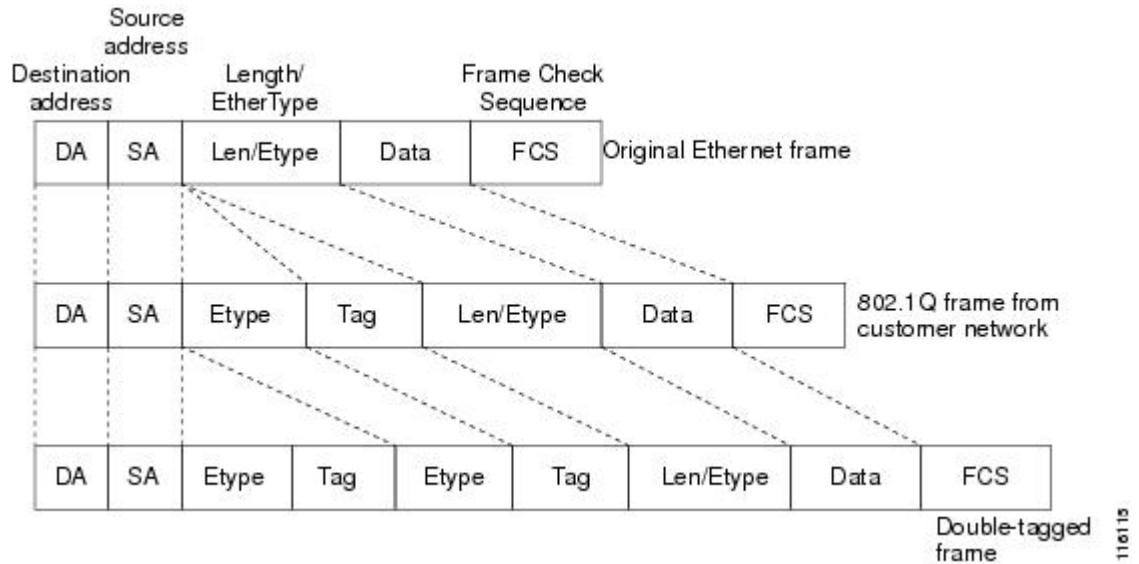 Source
address
Destination
address
Length/
EtherType
Frame Check
Sequence
DA SA Len/Etype Data FCS Original Ethernet frame
DA SA Etype Tag Len/Etype Data FCS
802.1Q frame from
customer network
DA SA Etype Tag Etype Tag Len/Etype Data FCS
Double-tagged
frame
116115